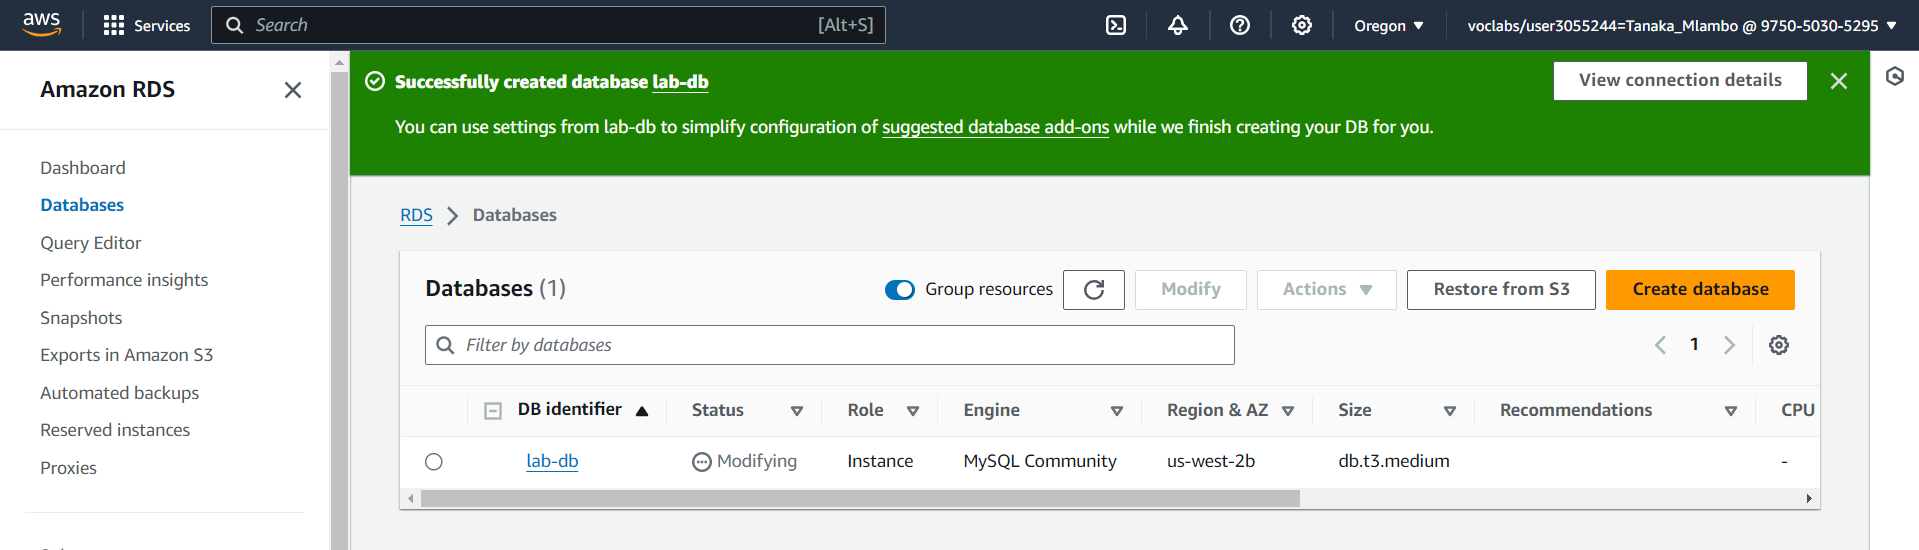 aws
Services
Search
[Alt+S]
Oregon
voclabs/user3055244=Tanaka_Mlambo @ 9750-5030-5295
Amazon RDS
Dashboard
Databases
Query Editor
Performance insights
Snapshots
Exports in Amazon S3
Automated backups
Reserved instances
Proxies
Successfully created database lab-db
View connection details
You can use settings from lab-db to simplify configuration of suggested database add-ons while we finish creating your DB for you.
RDS > Databases
Databases (1)
Group resources
Modify
Actions
Restore from S3
Create database
Filter by databases
1
DB identifier Status Role Engine Region & AZ Size Recommendations CPU
lab-db Modifying Instance MySQL Community us-west-2b db.t3.medium -